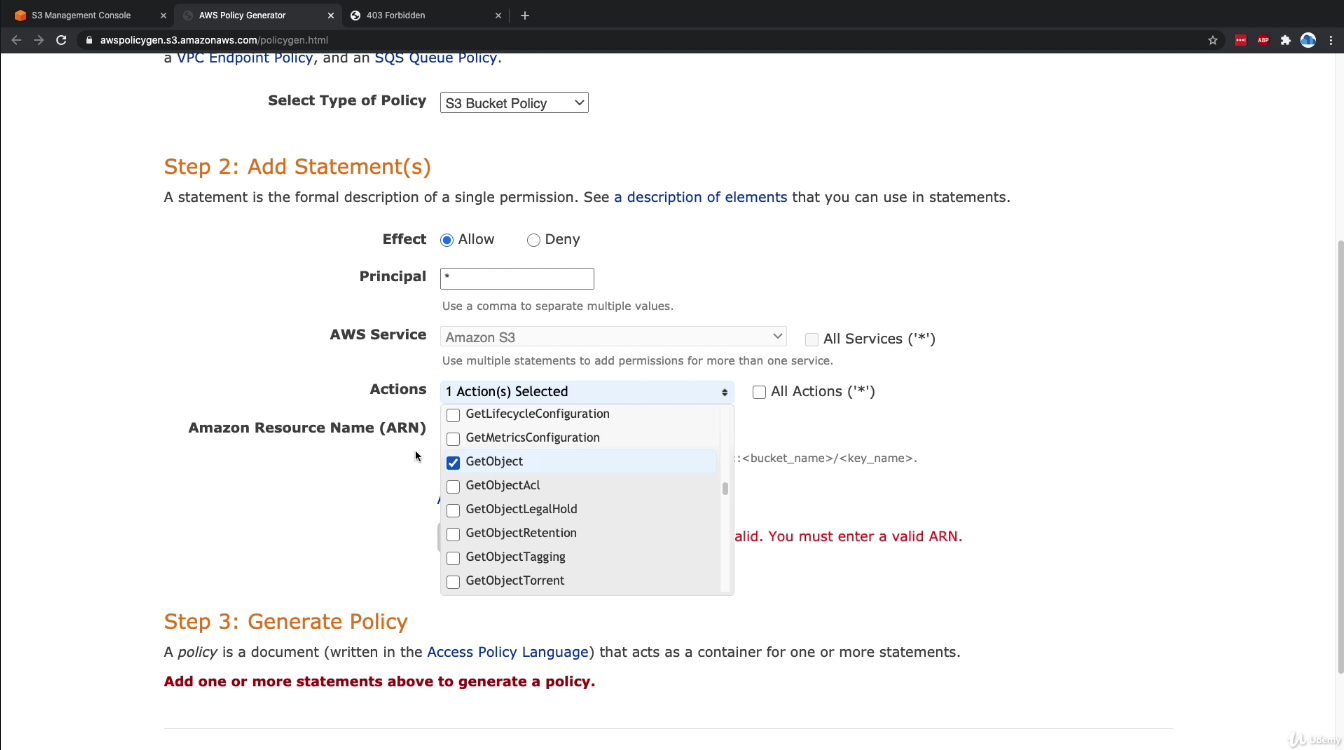 S3 Management Console
AWS Policy Generator
403 Forbidden
awspolicygen.s3.amazonaws.com/policygen.html
ABP
a VPC Endpoint Policy, and an SQS Queue Policy.
Select Type of Policy S3 Bucket Policy
Step 2: Add Statement(s)
A statement is the formal description of a single permission. See a description of elements that you can use in statements.
Effect Allow Deny
Principal *
Use a comma to separate multiple values.
AWS Service Amazon S3 All Services ('*')
Use multiple statements to add permissions for more than one service.
Actions 1 Action(s) Selected All Actions ('*')
GetLifecycleConfiguration
Amazon Resource Name (ARN)
GetMetricsConfiguration
GetObject
::<bucket_name>/<key_name>.
GetObjectAcl
GetObjectLegalHold
GetObjectRetention
alid. You must enter a valid ARN.
GetObjectTagging
GetObjectTorrent
Step 3: Generate Policy
A policy is a document (written in the Access Policy Language) that acts as a container for one or more statements.
Add one or more statements above to generate a policy.
Udemy